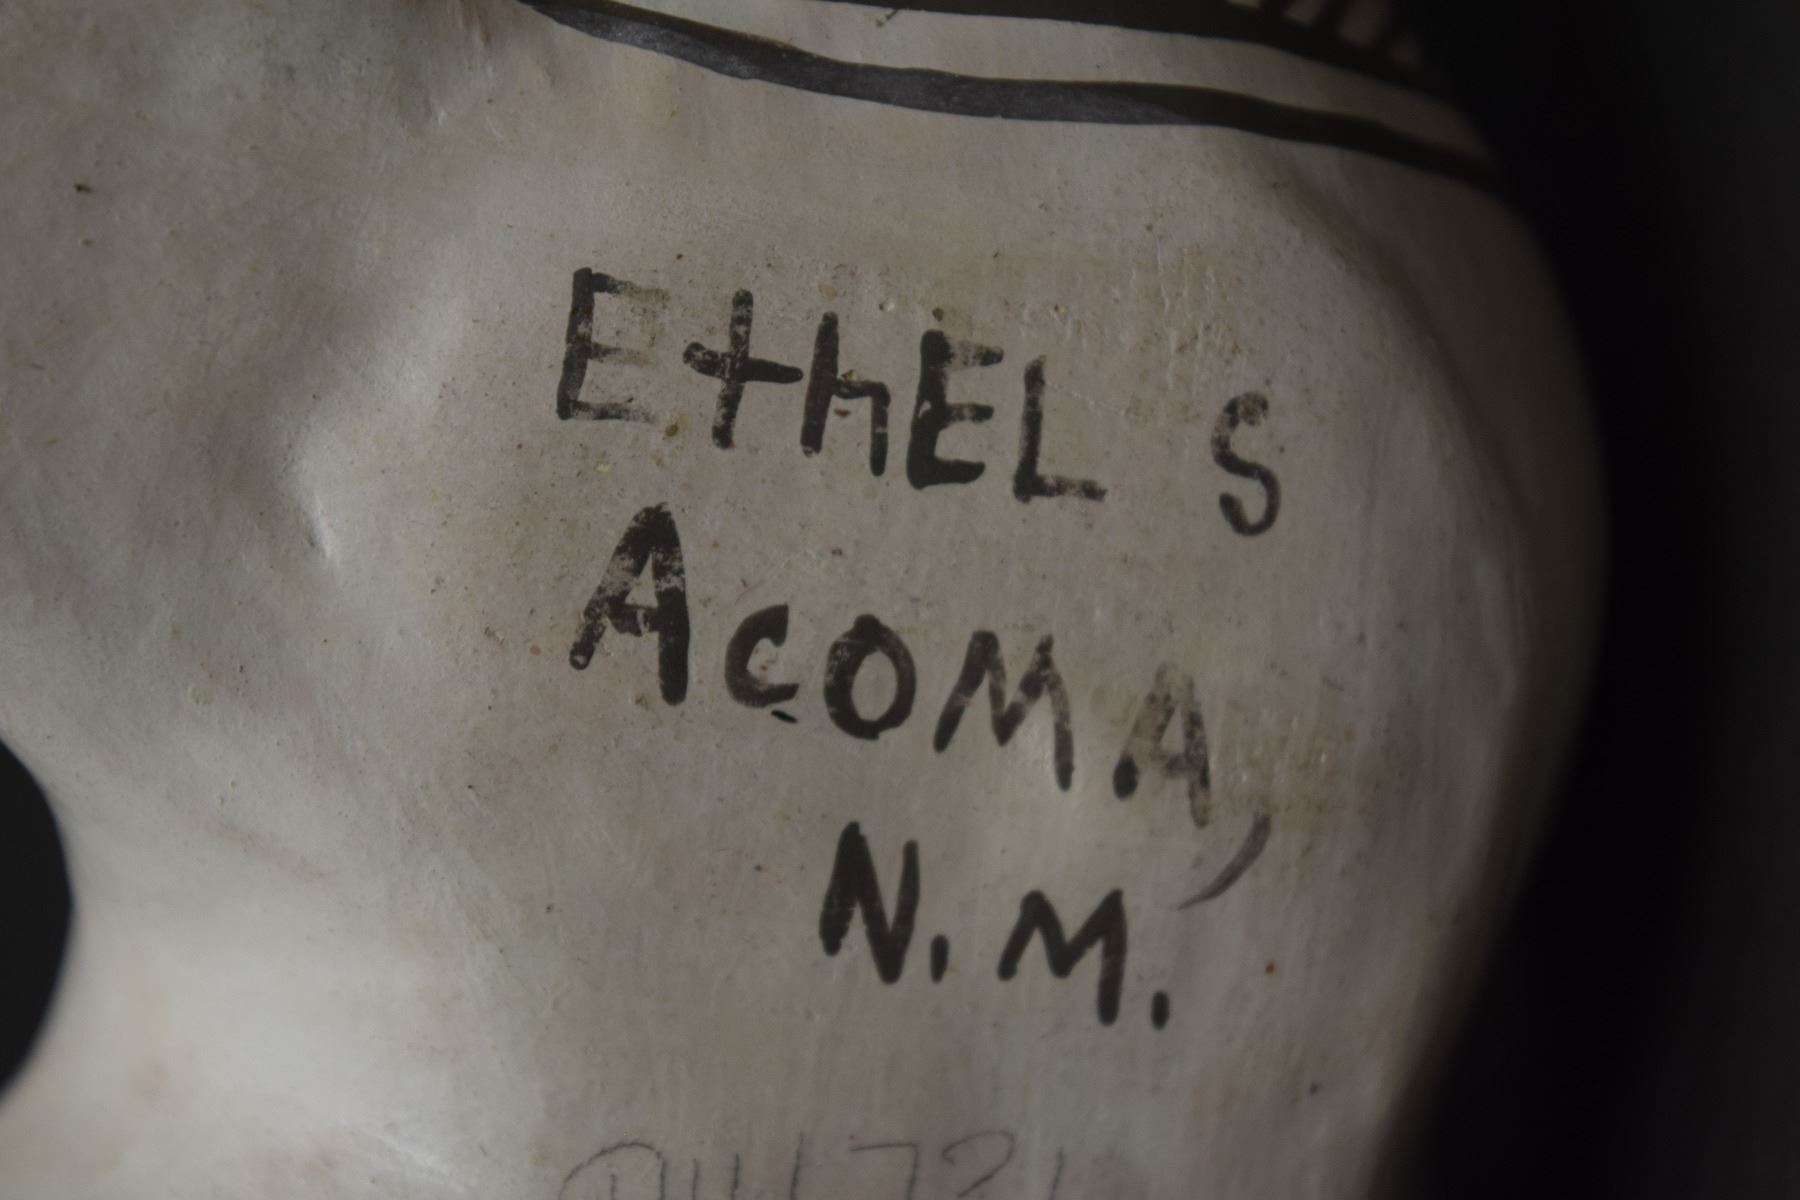 EthEL S
AcOMA,
N.M.